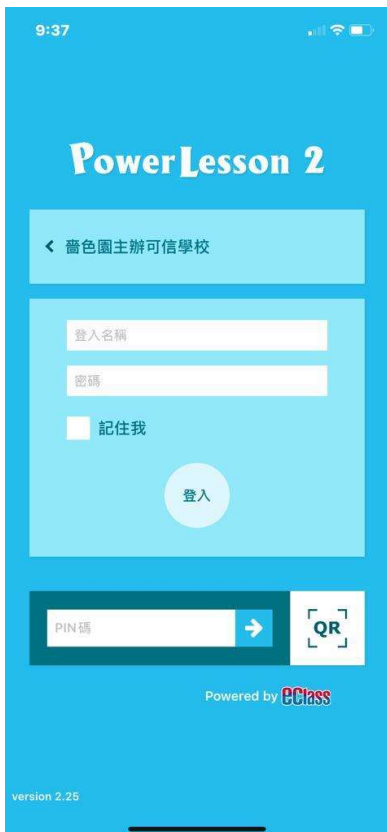 9:37
PowerLesson 2
嗇色園主辦可信學校
登入名稱
密碼
記住我
登入
PIN碼
QR
Powered by eClass
version 2.25